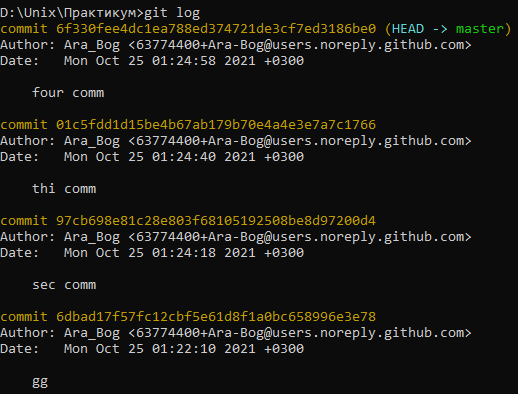 D:\Unix\Практикум>git log
commit 6f330fee4dc1ea788ed374721de3cf7ed3186be0 (HEAD -> master)
Author: Ara_Bog <63774400+Ara-Bog@users.noreply.github.com>
Date:   Mon Oct 25 01:24:58 2021 +0300
four comm
commit 01c5fdd1d15be4b67ab179b70e4a4e3e7a7c1766
Author: Ara_Bog <63774400+Ara-Bog@users.noreply.github.com>
Date:   Mon Oct 25 01:24:40 2021 +0300
thi comm
commit 97cb698e81c28e803f68105192508be8d97200d4
Author: Ara_Bog <63774400+Ara-Bog@users.noreply.github.com>
Date:   Mon Oct 25 01:24:18 2021 +0300
sec comm
commit 6dbad17f57fc12cbf5e61d8f1a0bc658996e3e78
Author: Ara_Bog <63774400+Ara-Bog@users.noreply.github.com>
Date:   Mon Oct 25 01:22:10 2021 +0300
gg